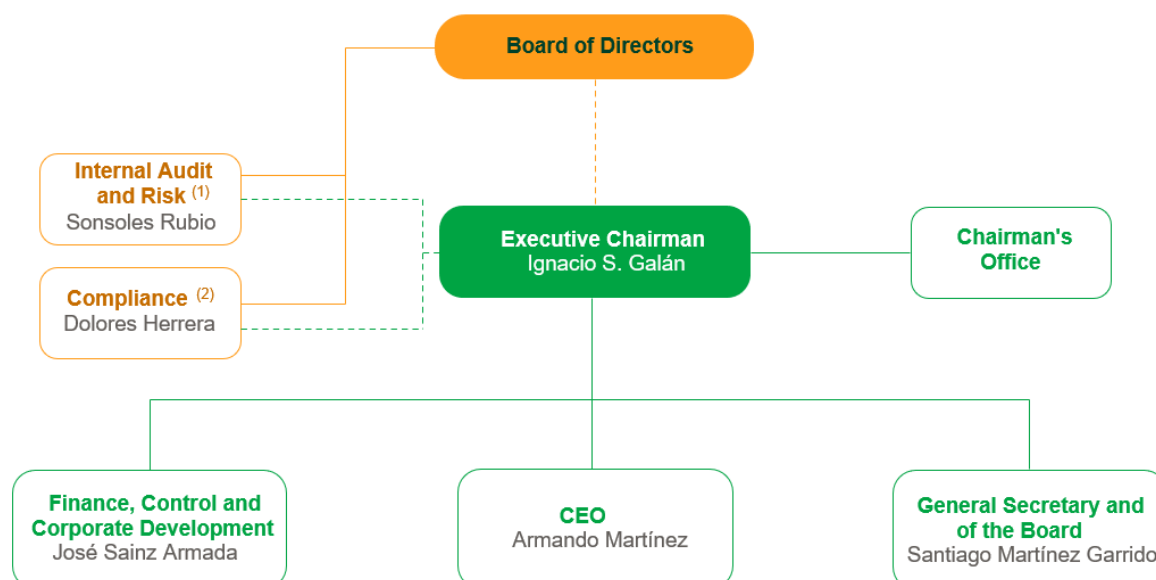 Board of Directors
Internal Audit
and Risk (1)
Sonsoles Rubio
Executive Chairman
Ignacio S. Galán
Chairman's
Office
Compliance (2)
Dolores Herrera
Finance, Control and
Corporate Development
José Sainz Armada
CEO
Armando Martínez
General Secretary and
of the Board
Santiago Martínez Garrido